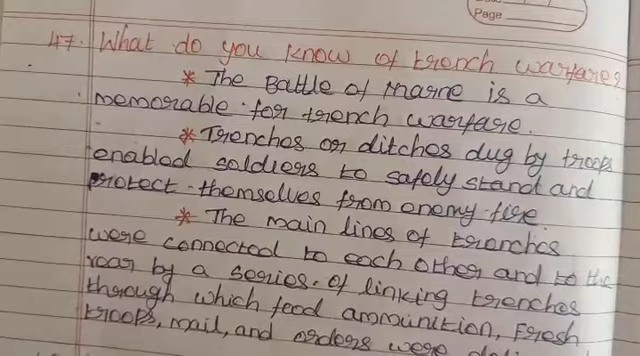 Page
47. What do you know of trench warfare?
* The Battle of Marne is a
memorable for trench warfare.
* Trenches or ditches dug by troops
enabled soldiers to safely stand and
protect themselves from enemy fire.
* The main lines of trenches
were connected to each other and to the
rear by a series of linking trenches
through which food ammunition, Fresh
troops, mail, and orders were